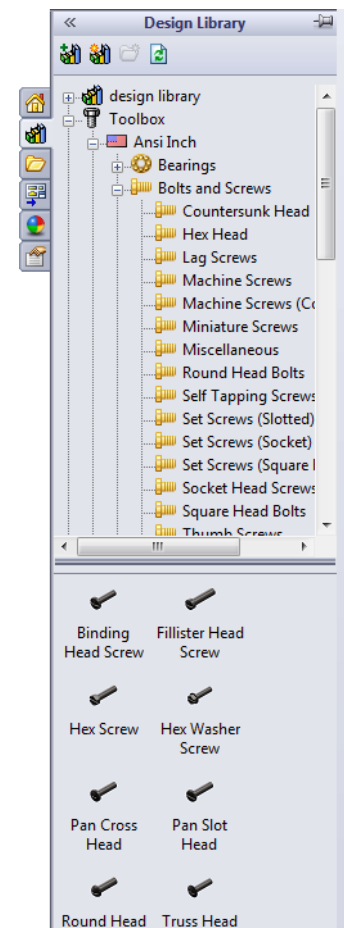 Design Library
design library
Toolbox
Ansi Inch
Bearings
Bolts and Screws
Countersunk Head
Hex Head
Lag Screws
Machine Screws
Machine Screws (Co
Miniature Screws
Miscellaneous
Round Head Bolts
Self Tapping Screws
Set Screws (Slotted)
Set Screws (Socket)
Set Screws (Square
Socket Head Screws
Square Head Bolts
Thumb Screws
Binding Fillister Head
Head Screw Screw
Hex Screw Hex Washer
Screw
Pan Cross Pan Slot
Head Head
Round Head Truss Head